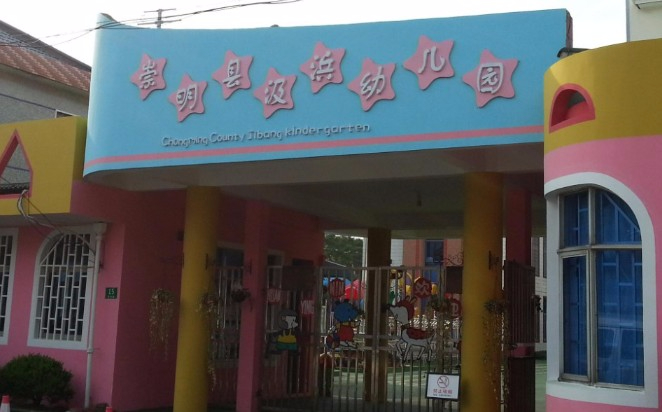 崇明县汲浜幼儿园
Chongming County Jibang kindergarten